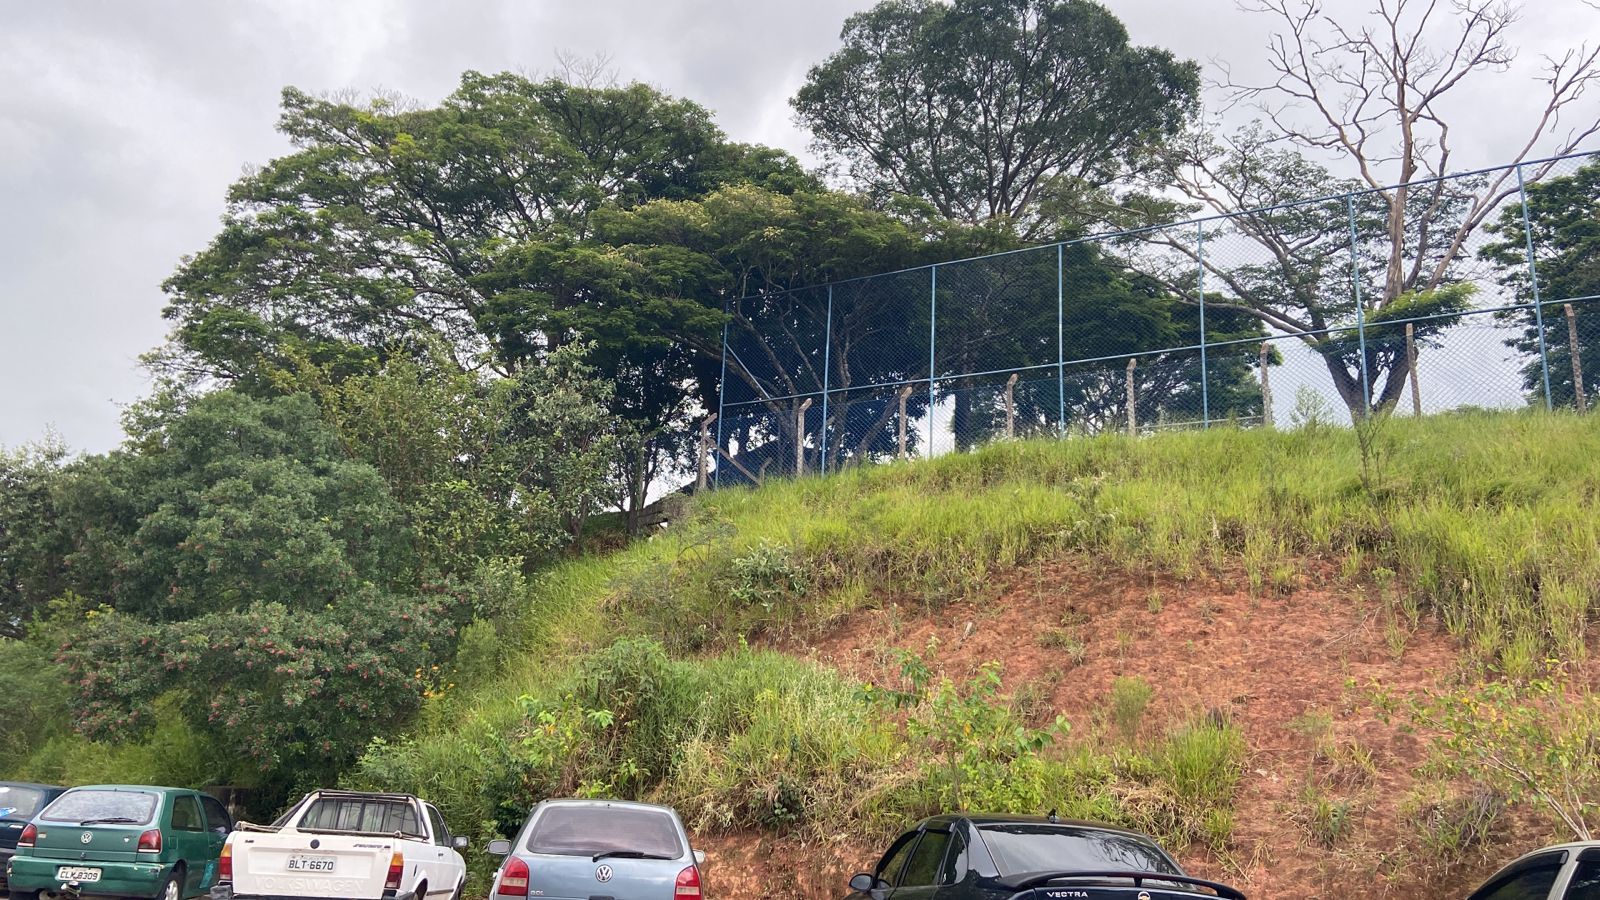 CLK 8309
BLT 6670
VOLKSWAGEN
GOL
VECTRA